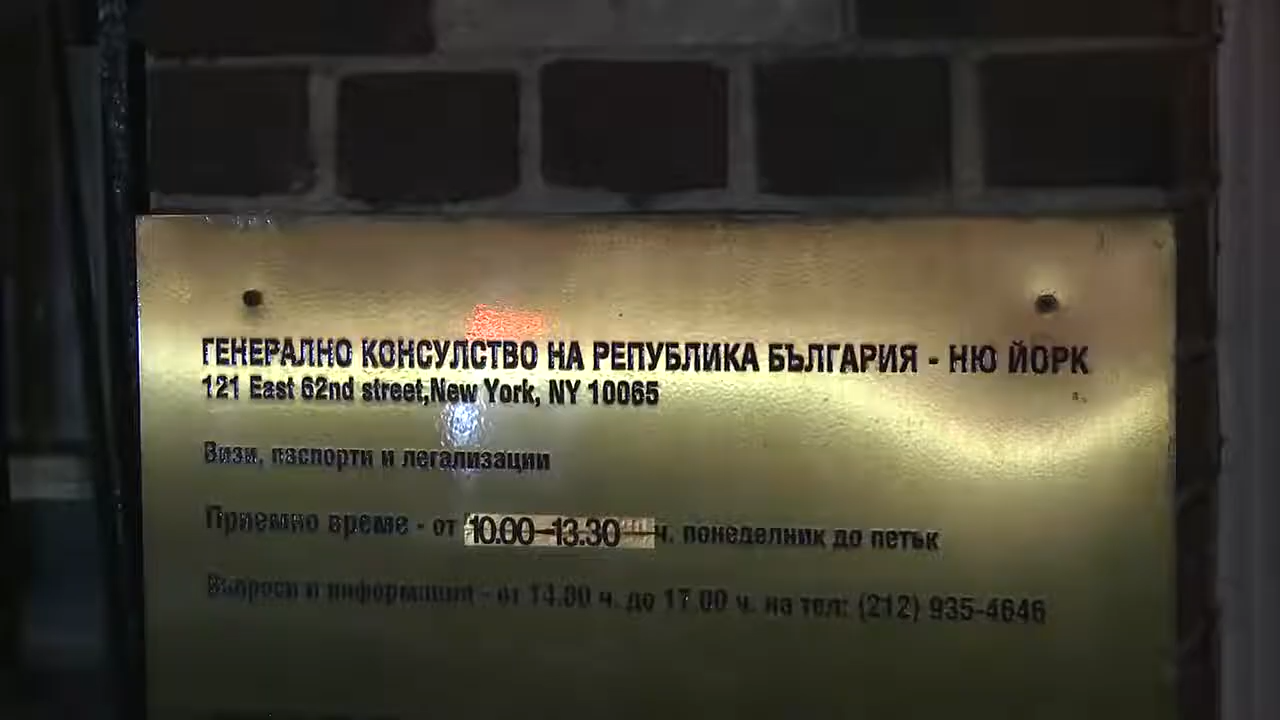 ГЕНЕРАЛНО КОНСУЛСТВО НА РЕПУБЛИКА БЪЛГАРИЯ - НЮ ЙОРК
121 East 62nd street,New York, NY 10065
Визи, паспорти и легализации
Приемно време - от 10.00-13.30 ч. понеделник до петък
Въпроси и информация - от 14.00 ч. до 17.00 ч. на тел: (212) 935-4646